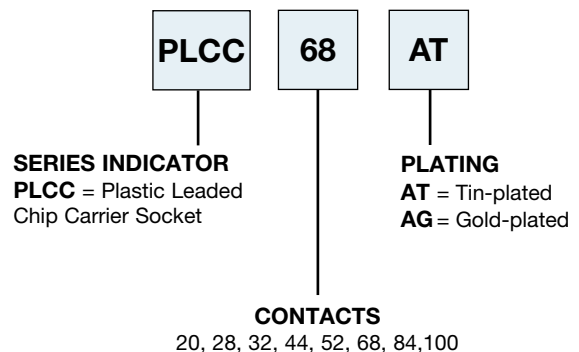 PLCC 68 AT
SERIES INDICATOR
PLCC = Plastic Leaded
Chip Carrier Socket
PLATING
AT = Tin-plated
AG = Gold-plated
CONTACTS
20, 28, 32, 44, 52, 68, 84,100